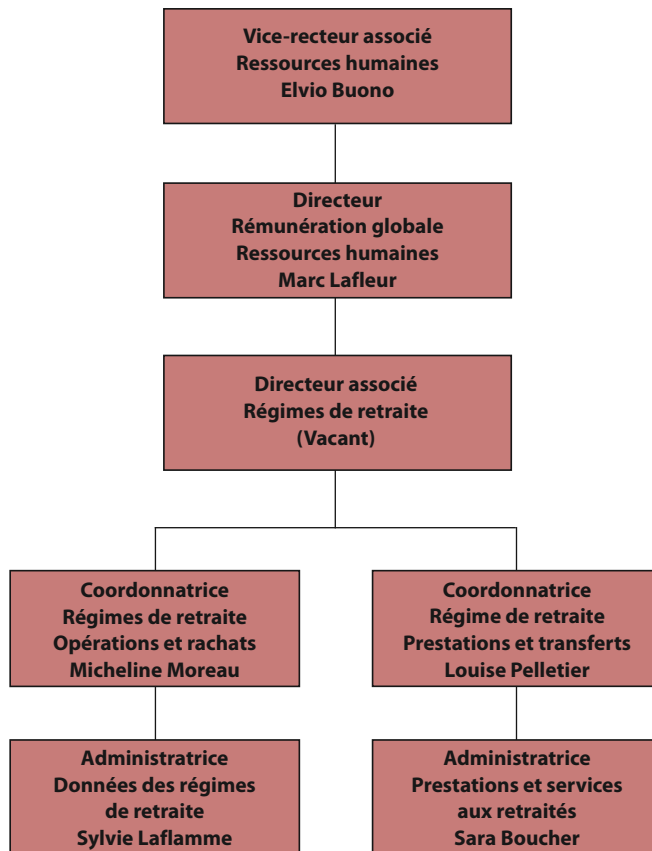 Vice-recteur associé
Ressources humaines
Elvio Buono
Directeur
Rémunération globale
Ressources humaines
Marc Lafleur
Directeur associé
Régimes de retraite
(Vacant)
Coordonnatrice
Régimes de retraite
Opérations et rachats
Micheline Moreau
Coordonnatrice
Régime de retraite
Prestations et transferts
Louise Pelletier
Administratrice
Données des régimes
de retraite
Sylvie Laflamme
Administratrice
Prestations et services
aux retraités
Sara Boucher